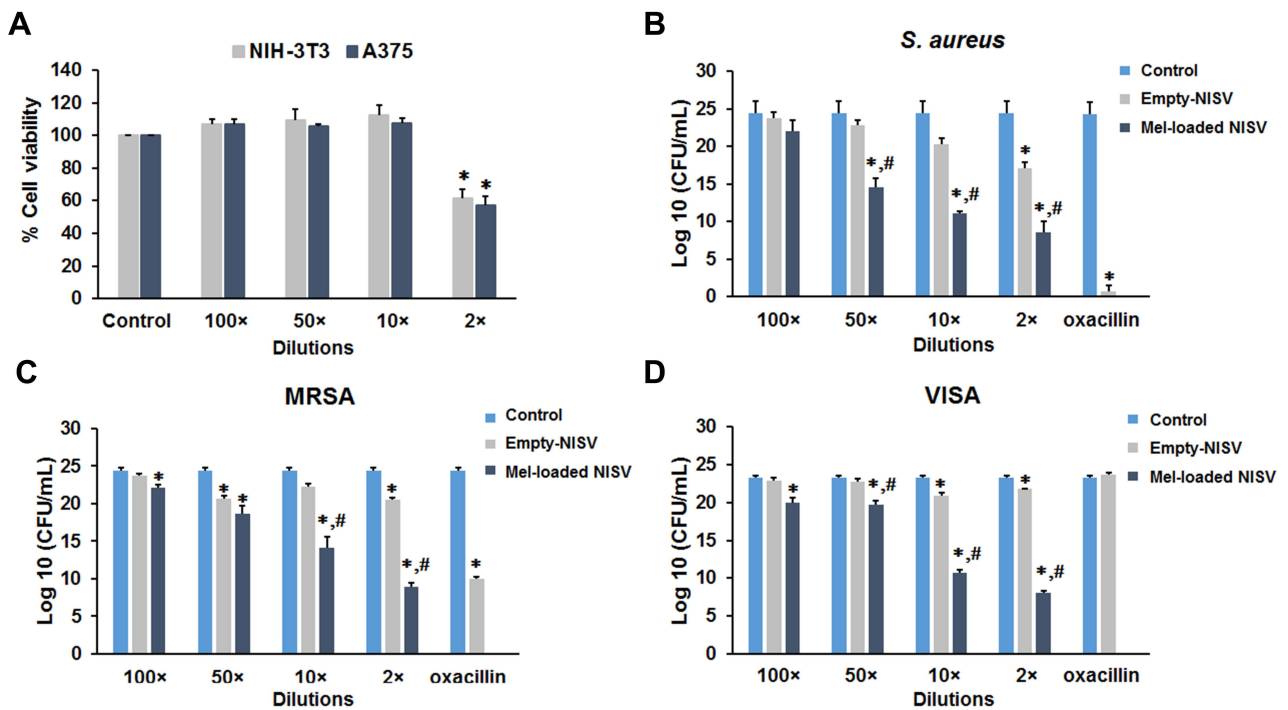 A
NIH-3T3 A375
140
120
100
80
60
40
20
0
% Cell viability
* *
Control 100× 50× 10× 2×
Dilutions
B
S. aureus
Control
Empty-NISV
Mel-loaded NISV
30
25
20
15
10
5
0
Log 10 (CFU/mL)
*,# *,# * *,# *
100× 50× 10× 2× oxacillin
Dilutions
C
MRSA
Control
Empty-NISV
Mel-loaded NISV
30
25
20
15
10
5
0
Log 10 (CFU/mL)
* * * *,# * *,# *
100× 50× 10× 2× oxacillin
Dilutions
D
VISA
Control
Empty-NISV
Mel-loaded NISV
30
25
20
15
10
5
0
Log 10 (CFU/mL)
* *,# * *,# * *,#
100× 50× 10× 2× oxacillin
Dilutions